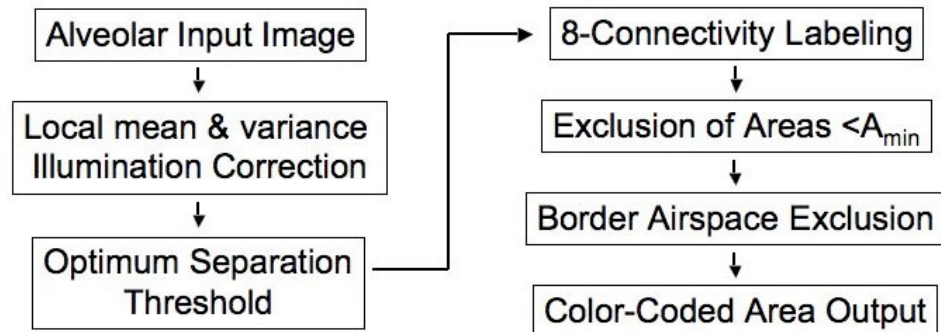 Alveolar Input Image
Local mean & variance
Illumination Correction
Optimum Separation
Threshold
8-Connectivity Labeling
Exclusion of Areas <Amin
Border Airspace Exclusion
Color-Coded Area Output